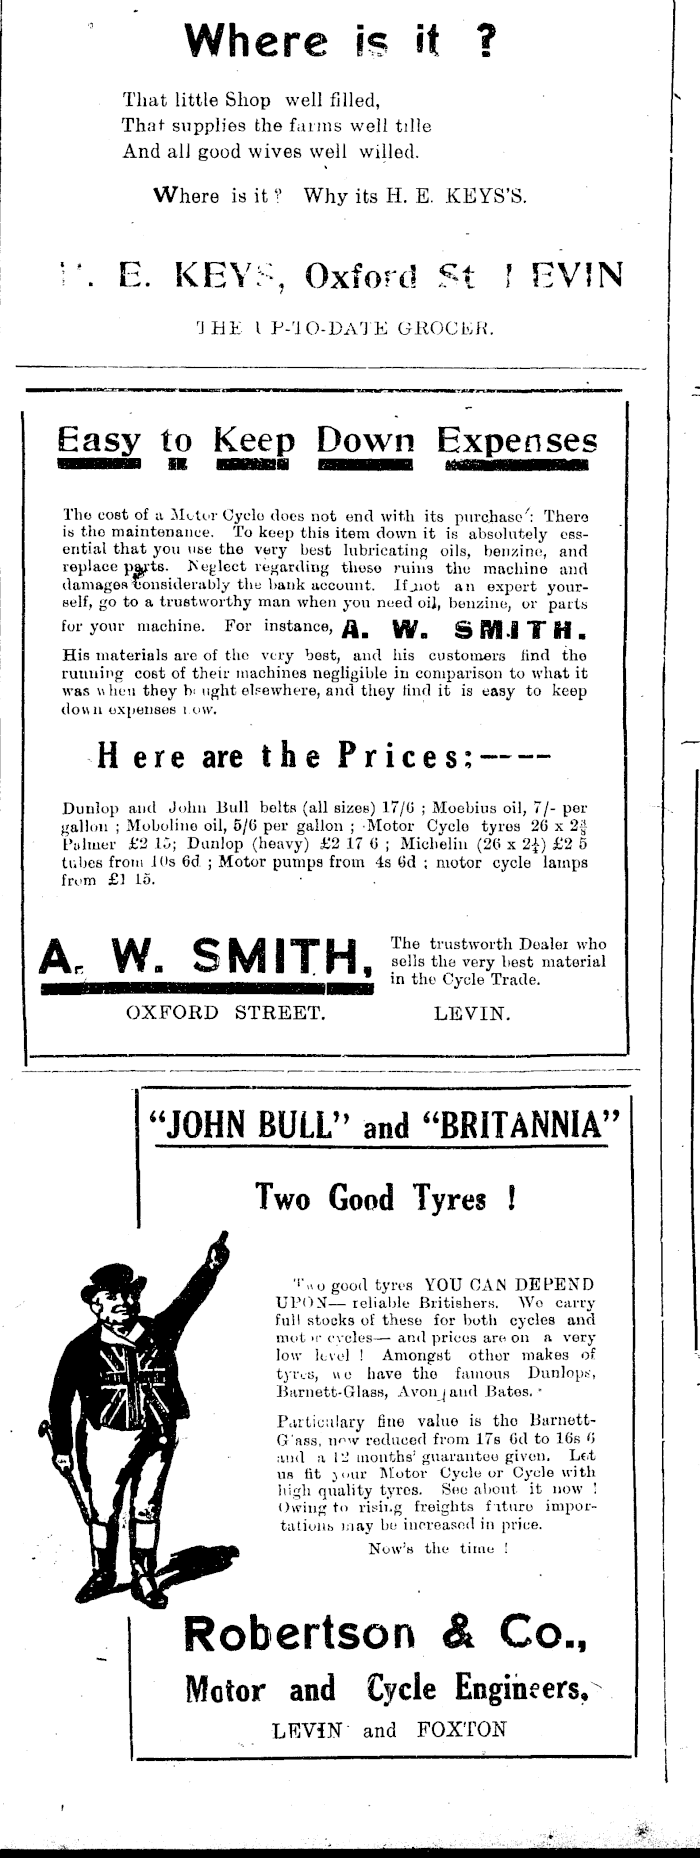 Where is it ?
That little Shop well filled,
That supplies the farms well tille
And all good wives well willed.
Where is it ? Why its H. E. KEYS'S.
E. KEYS, Oxford St LEVIN
THE UP-TO-DATE GROCER.
Easy to Keep Down Expenses
The cost of a Motor Cycle does not end with its purchase : There
is the maintenance. To keep this item down it is absolutely ess-
ential that you use the very best lubricating oils, benzine, and
replace parts. Neglect regarding these ruins the machine and
damages considerably the bank account. If not an expert your-
self, go to a trustworthy man when you need oil, benzine, or parts
for your machine. For instance, A. W. SMITH.
His materials are of the very best, and his customers find the
running cost of their machines negligible in comparison to what it
was when they bought elsewhere, and they find it is easy to keep
down expenses now.
Here are the Prices:----
Dunlop and John Bull belts (all sizes) 17/6 ; Moebius oil, 7/- per
gallon ; Moboline oil, 5/6 per gallon ; Motor Cycle tyres 26 x 2⅜
Palmer £2 15; Dunlop (heavy) £2 17 6 ; Michelin (26 x 2¼) £2 5
tubes from 10s 6d ; Motor pumps from 4s 6d ; motor cycle lamps
from £1 15.
A. W. SMITH,
The trustworth Dealer who
sells the very best material
in the Cycle Trade.
OXFORD STREET. LEVIN.
"JOHN BULL" and "BRITANNIA"
Two Good Tyres !
Two good tyres YOU CAN DEPEND
UPON— reliable Britishers. We carry
full stocks of these for both cycles and
motor cycles— and prices are on a very
low level ! Amongst other makes of
tyres, we have the famous Dunlops,
Barnett-Glass, Avon, and Bates.
Particulary fine value is the Barnett-
Glass, now reduced from 17s 6d to 16s 6
and a 12 months' guarantee given. Let
us fit your Motor Cycle or Cycle with
high quality tyres. See about it now !
Owing to rising freights future impor-
tations may be increased in price.
Now's the time !
Robertson & Co.,
Motor and Cycle Engineers,
LEVIN and FOXTON